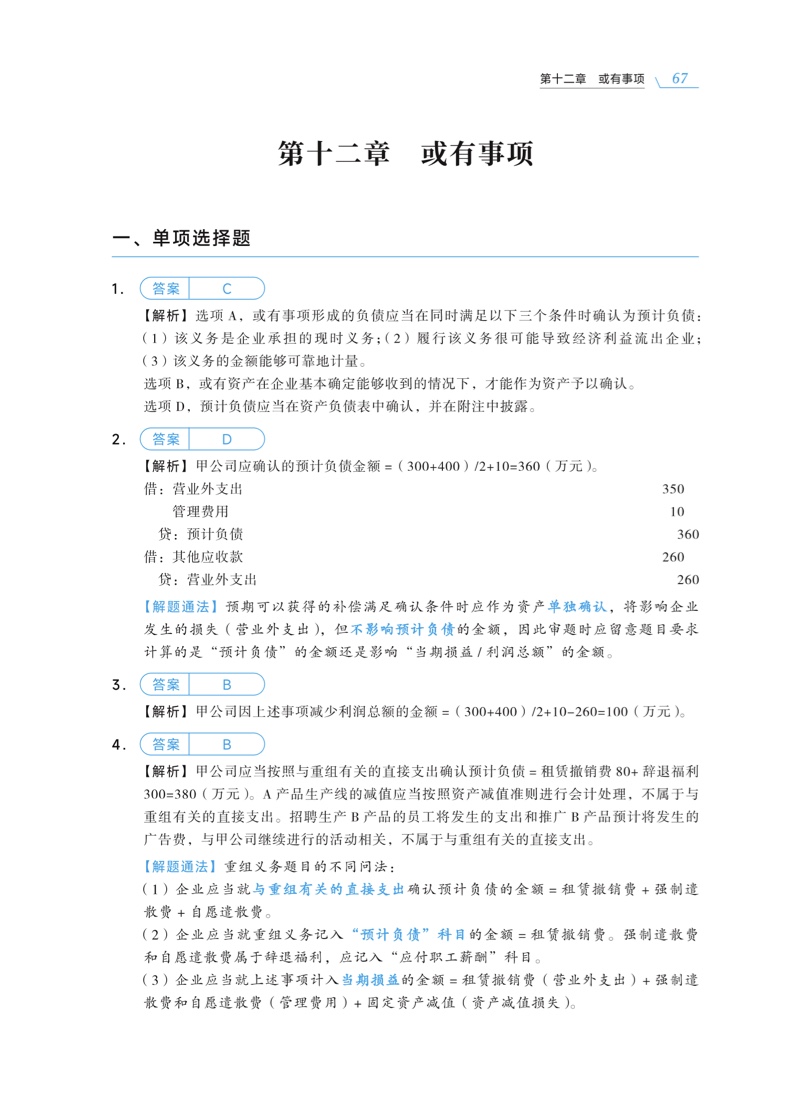 第十二章　或有事项　67
第十二章　或有事项
一、单项选择题
1. 答案 C
【解析】选项 A，或有事项形成的负债应当在同时满足以下三个条件时确认为预计负债：
（1）该义务是企业承担的现时义务；（2）履行该义务很可能导致经济利益流出企业；
（3）该义务的金额能够可靠地计量。
选项 B，或有资产在企业基本确定能够收到的情况下，才能作为资产予以确认。
选项 D，预计负债应当在资产负债表中确认，并在附注中披露。
2. 答案 D
【解析】甲公司应确认的预计负债金额 =（300+400）/2+10=360（万元）。
借：营业外支出 350
管理费用 10
贷：预计负债 360
借：其他应收款 260
贷：营业外支出 260
【解题通法】预期可以获得的补偿满足确认条件时应作为资产单独确认，将影响企业
发生的损失（营业外支出），但不影响预计负债的金额，因此审题时应留意题目要求
计算的是“预计负债”的金额还是影响“当期损益 / 利润总额”的金额。
3. 答案 B
【解析】甲公司因上述事项减少利润总额的金额 =（300+400）/2+10-260=100（万元）。
4. 答案 B
【解析】甲公司应当按照与重组有关的直接支出确认预计负债 = 租赁撤销费 80+ 辞退福利
300=380（万元）。A 产品生产线的减值应当按照资产减值准则进行会计处理，不属于与
重组有关的直接支出。招聘生产 B 产品的员工将发生的支出和推广 B 产品预计将发生的
广告费，与甲公司继续进行的活动相关，不属于与重组有关的直接支出。
【解题通法】重组义务题目的不同问法：
（1）企业应当就与重组有关的直接支出确认预计负债的金额 = 租赁撤销费 + 强制遣
散费 + 自愿遣散费。
（2）企业应当就重组义务记入“预计负债”科目的金额 = 租赁撤销费。强制遣散费
和自愿遣散费属于辞退福利，应记入“应付职工薪酬”科目。
（3）企业应当就上述事项计入当期损益的金额 = 租赁撤销费（营业外支出）+ 强制遣
散费和自愿遣散费（管理费用）+ 固定资产减值（资产减值损失）。